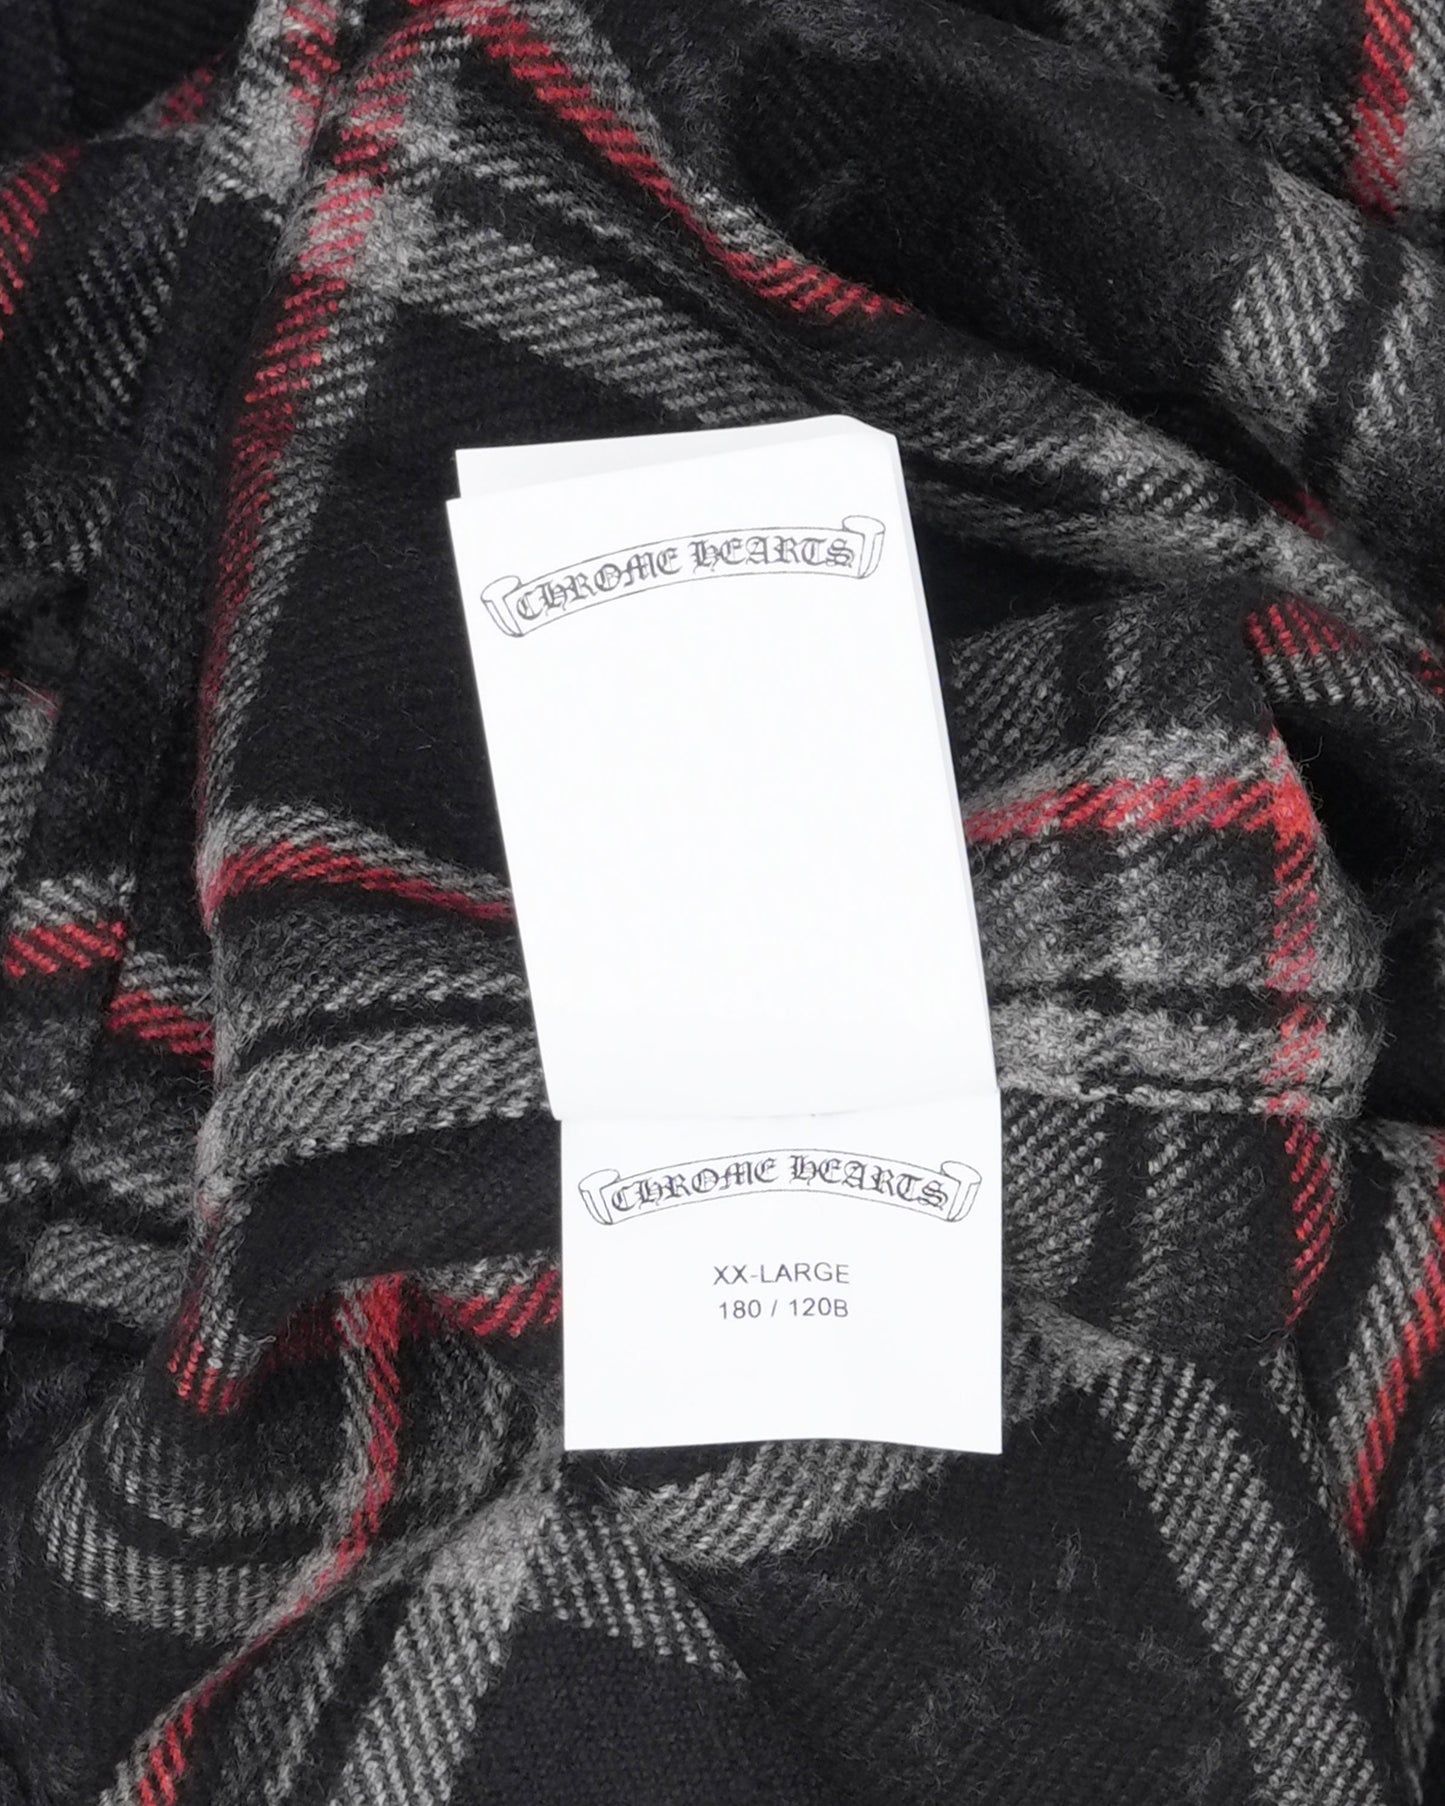 CHROME HEARTS
CHROME HEARTS
XX-LARGE
180 / 120B